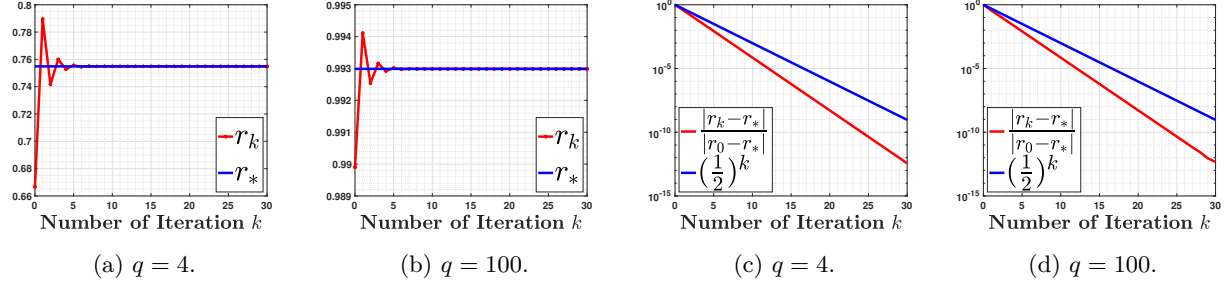 0.8
0.78
0.76
0.74
0.72
0.7
0.68
0.66
0 5 10 15 20 25 30
r_k
r_*
Number of Iteration k
(a) q = 4.
0.995
0.994
0.993
0.992
0.991
0.99
0.989
0 5 10 15 20 25 30
r_k
r_*
Number of Iteration k
(b) q = 100.
10^0
10^-5
10^-10
10^-15
0 5 10 15 20 25 30
|r_k−r_*|
|r_0−r_*|
(1/2)^k
Number of Iteration k
(c) q = 4.
10^0
10^-5
10^-10
10^-15
0 5 10 15 20 25 30
|r_k−r_*|
|r_0−r_*|
(1/2)^k
Number of Iteration k
(d) q = 100.